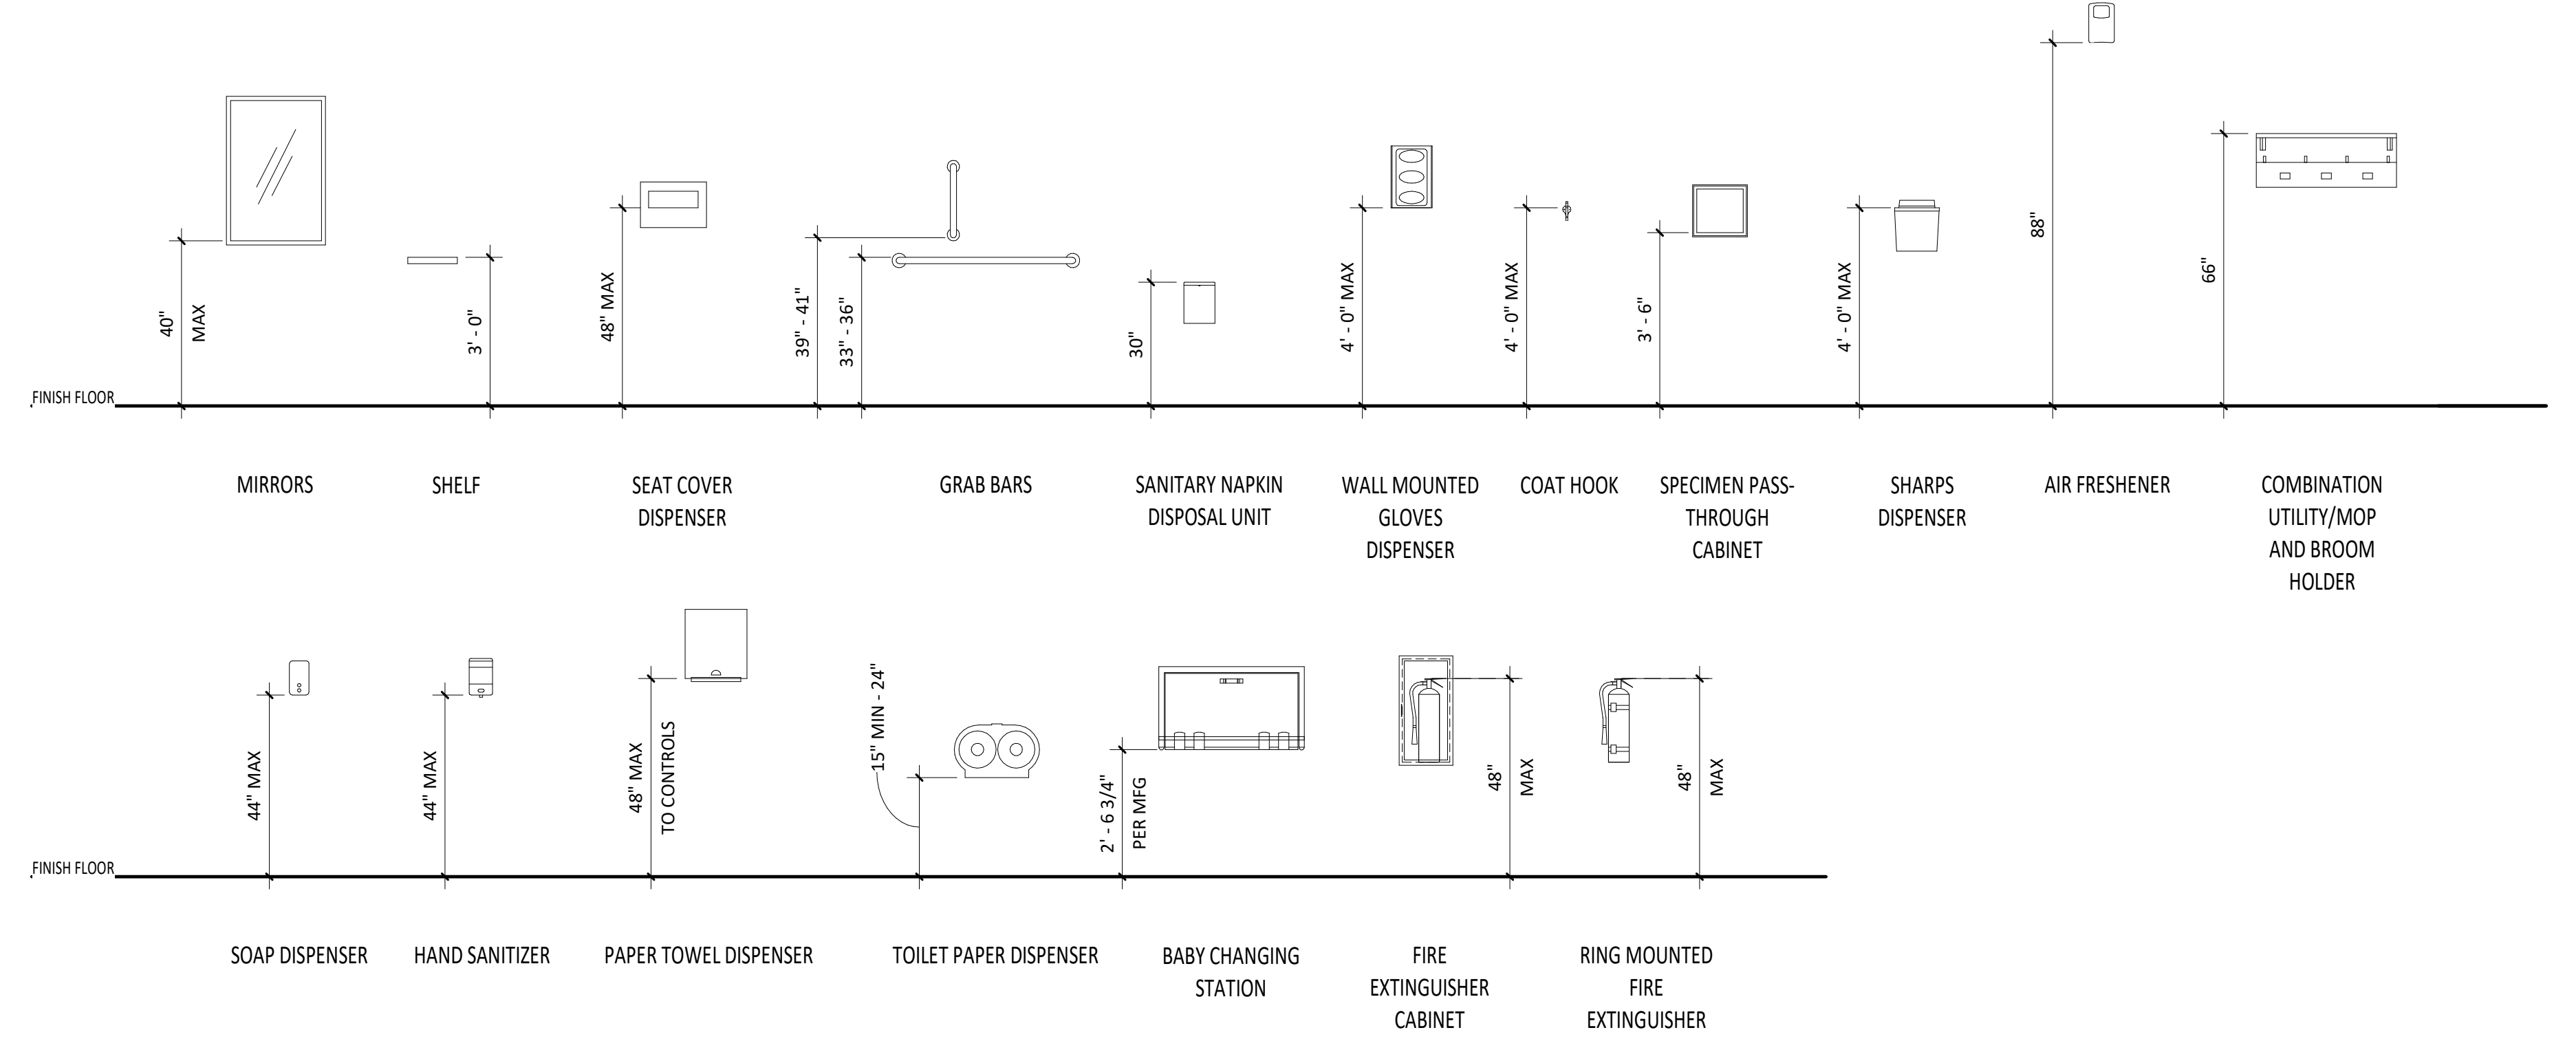 40"
MAX
3' - 0"
48" MAX
39" - 41"
33" - 36"
30"
4' - 0" MAX
4' - 0" MAX
3' - 6"
4' - 0" MAX
88"
66"
FINISH FLOOR
MIRRORS
SHELF
SEAT COVER
DISPENSER
GRAB BARS
SANITARY NAPKIN
DISPOSAL UNIT
WALL MOUNTED
GLOVES
DISPENSER
COAT HOOK
SPECIMEN PASS-
THROUGH
CABINET
SHARPS
DISPENSER
AIR FRESHENER
COMBINATION
UTILITY/MOP
AND BROOM
HOLDER
44" MAX
44" MAX
48" MAX
TO CONTROLS
15" MIN - 24"
2' - 6 3/4"
PER MFG
48"
MAX
48"
MAX
FINISH FLOOR
SOAP DISPENSER
HAND SANITIZER
PAPER TOWEL DISPENSER
TOILET PAPER DISPENSER
BABY CHANGING
STATION
FIRE
EXTINGUISHER
CABINET
RING MOUNTED
FIRE
EXTINGUISHER